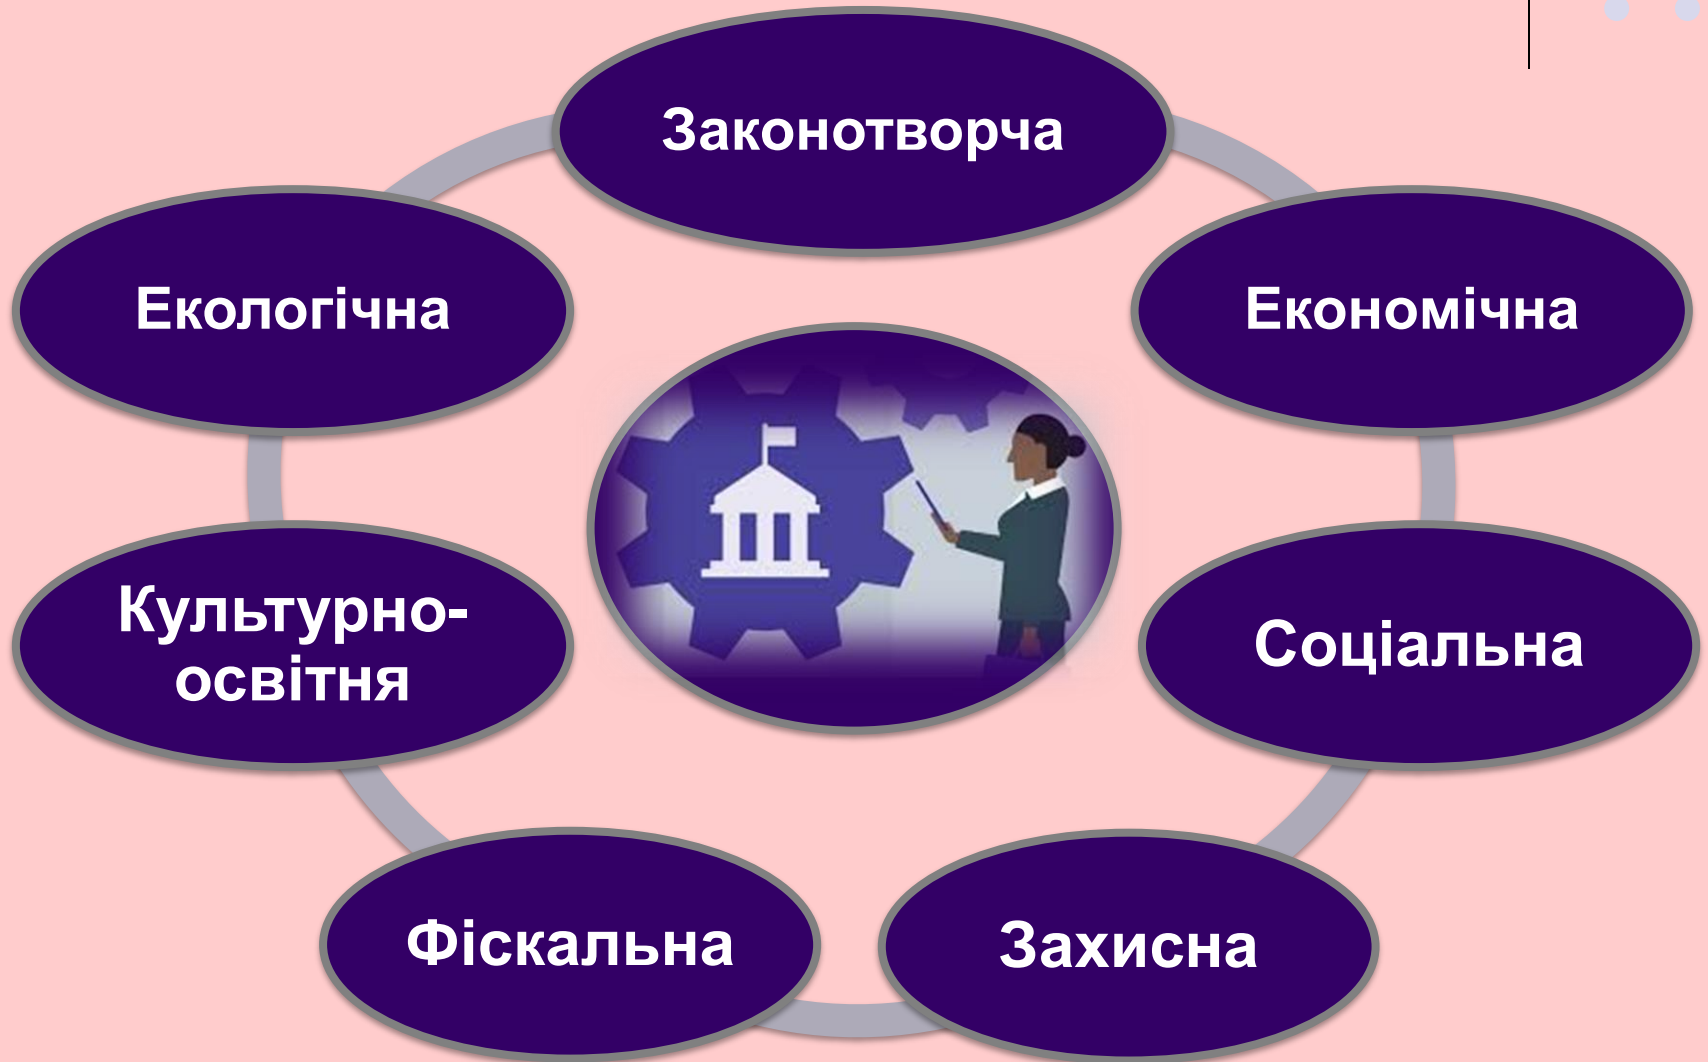 Законотворча
Екологічна
Економічна
Культурно-
освітня
Соціальна
Фіскальна
Захисна